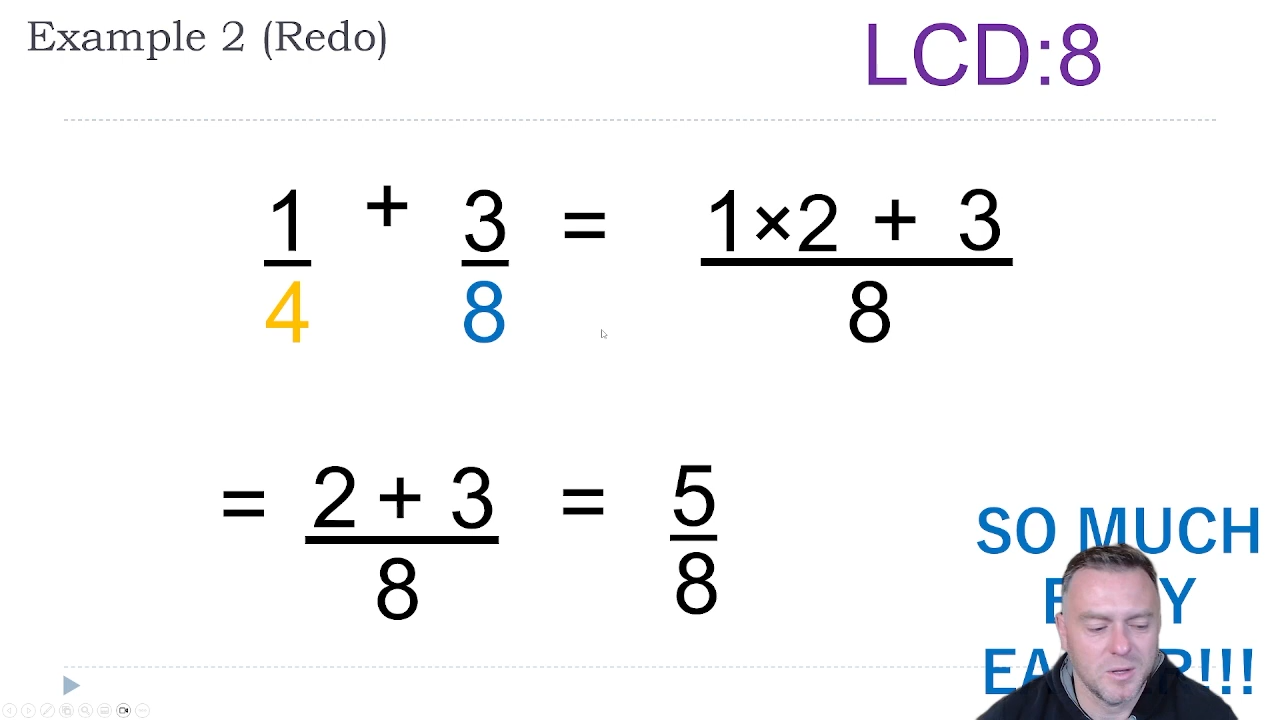 Example 2 (Redo)
LCD:8
1/4 + 3/8 = (1×2 + 3)/8
= (2 + 3)/8 = 5/8
SO MUCH
!!!